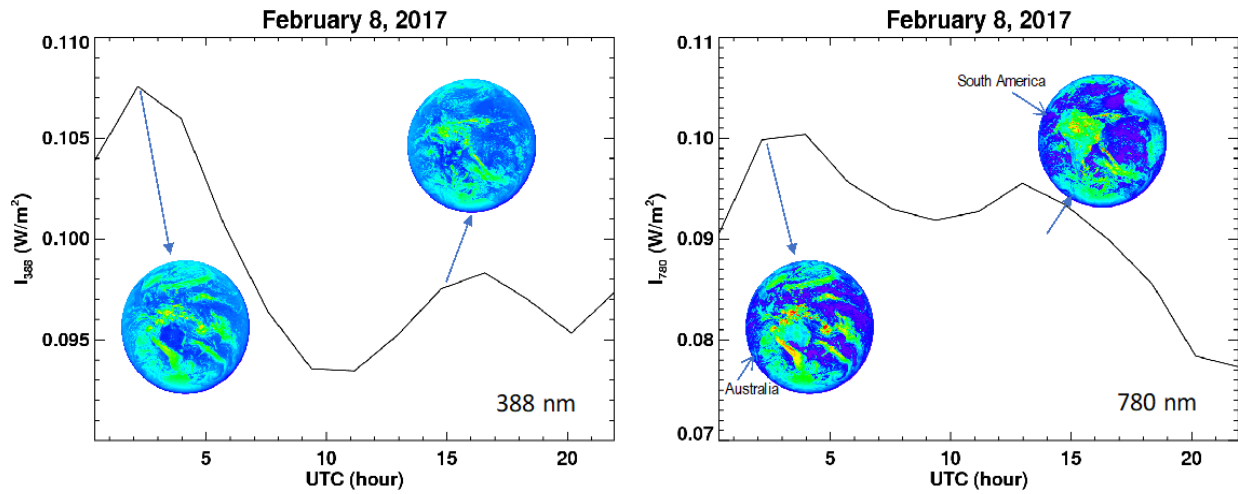 February 8, 2017
0.110
0.105
0.100
0.095
I388 (W/m2)
5
10
15
20
UTC (hour)
388 nm
February 8, 2017
0.11
0.10
0.09
0.08
0.07
I780 (W/m2)
South America
Australia
5
10
15
20
UTC (hour)
780 nm